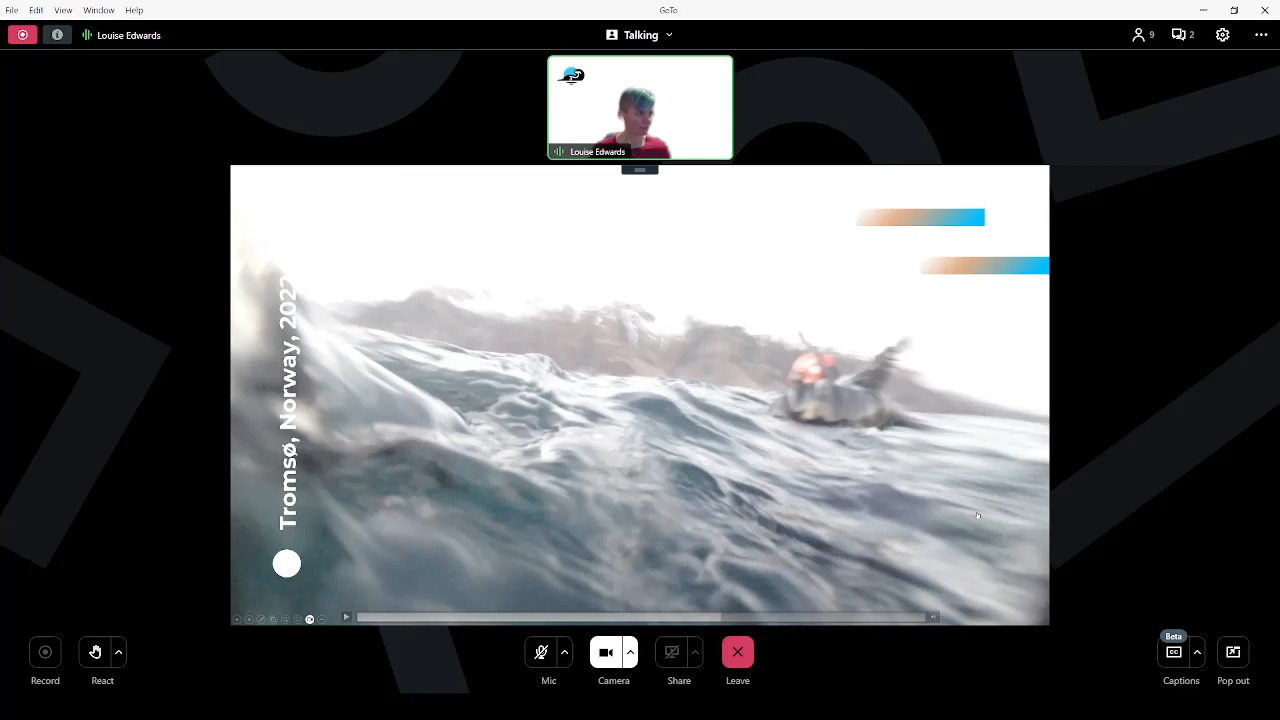 File Edit View Window Help
GoTo
Louise Edwards
Talking
9
2
Louise Edwards
Tromsø, Norway, 2022
Record
React
Mic
Camera
Share
Leave
Beta
CC
Captions
Pop out